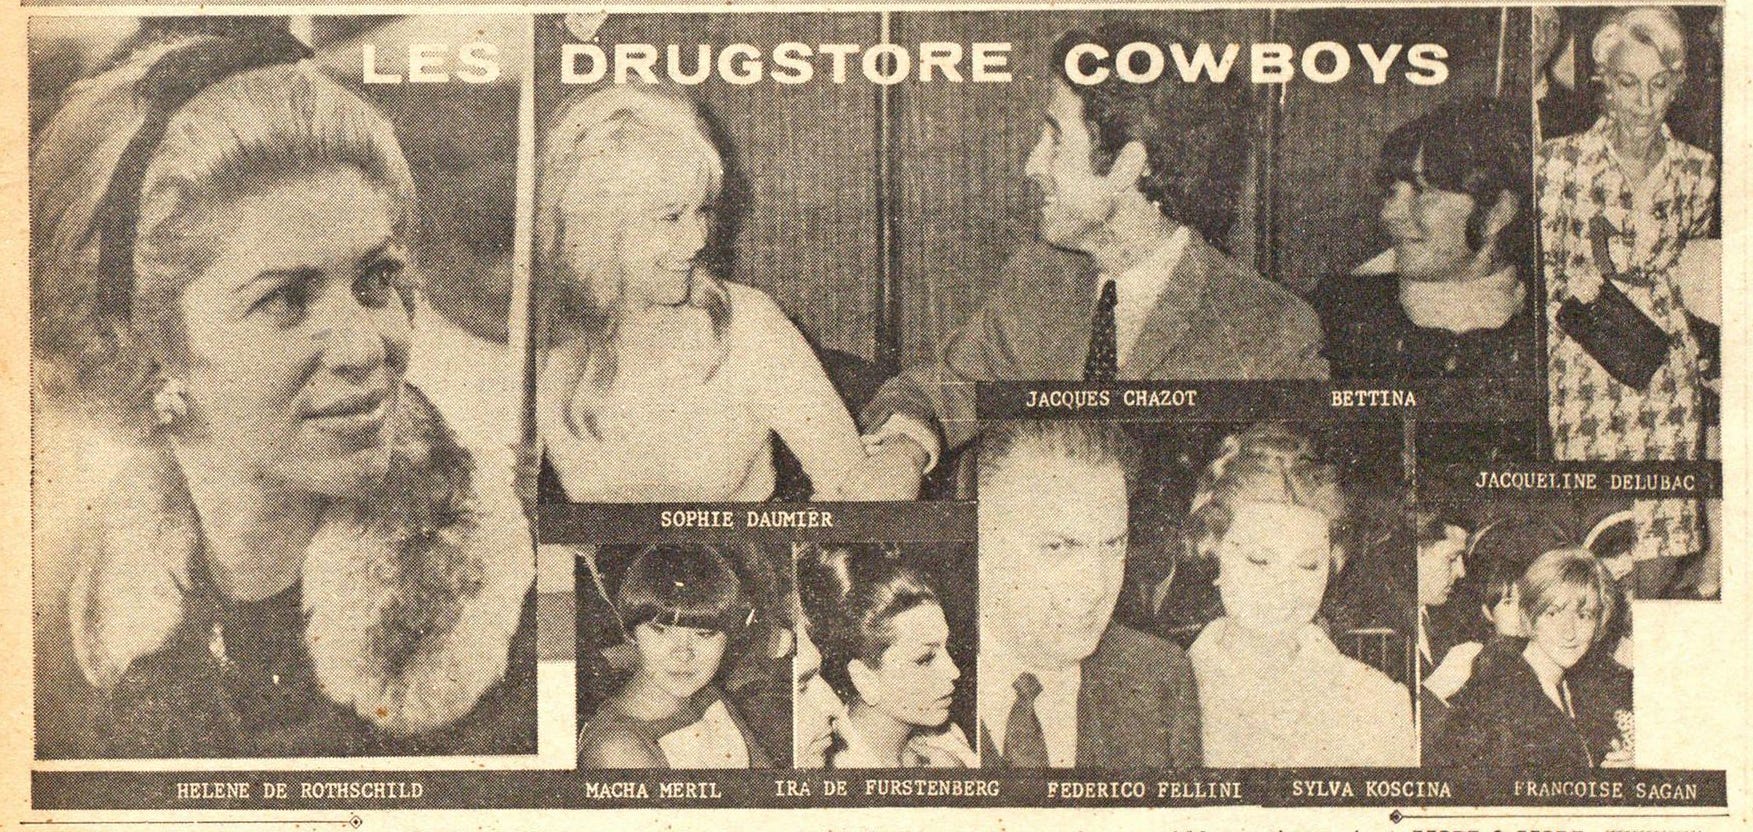 LES DRUGSTORE COWBOYS
JACQUES CHAZOT
BETTINA
JACQUELINE DELUBAC
SOPHIE DAUMIER
HELENE DE ROTHSCHILD
MACHA MERIL
IRA DE FURSTENBERG
FEDERICO FELLINI
SYLVA KOSCINA
FRANCOISE SAGAN